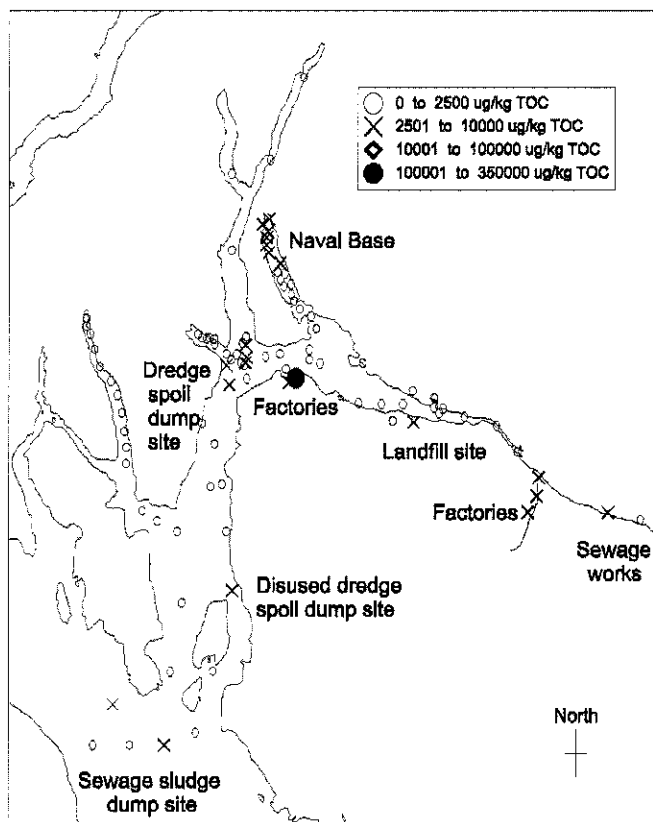 0 to 2500 ug/kg TOC
2501 to 10000 ug/kg TOC
10001 to 100000 ug/kg TOC
100001 to 350000 ug/kg TOC
Naval Base
Dredge
spoil
dump
site
Factories
Landfill site
Factories
Sewage
works
Disused dredge
spoil dump site
North
Sewage sludge
dump site